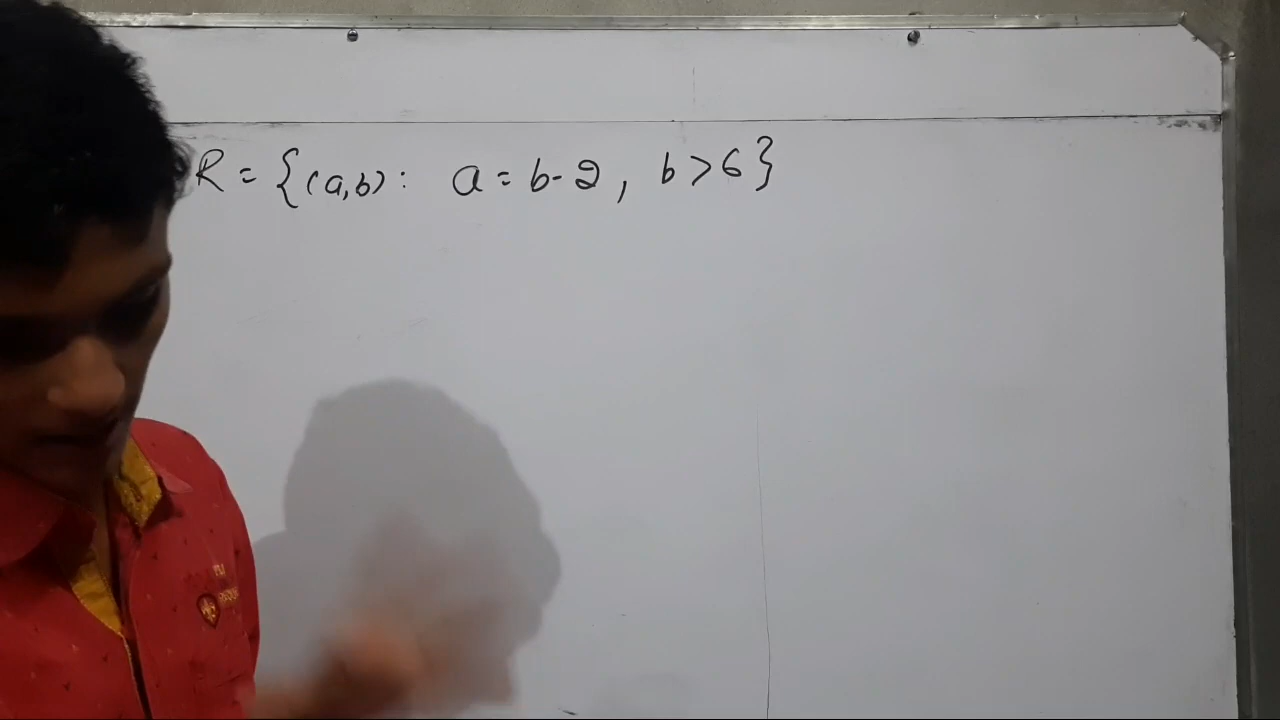 R = {(a,b): a = b-2, b>6}